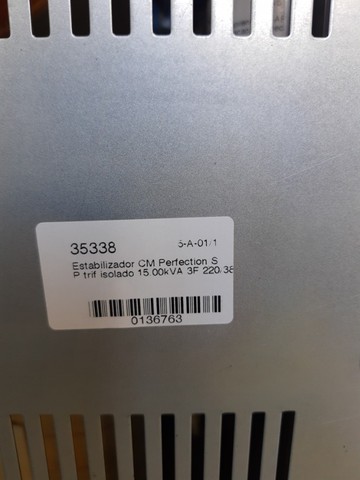 35338 5-A-01/1
Estabilizador CM Perfection S
P trif isolado 15.00kVA 3F 220/38
0136763